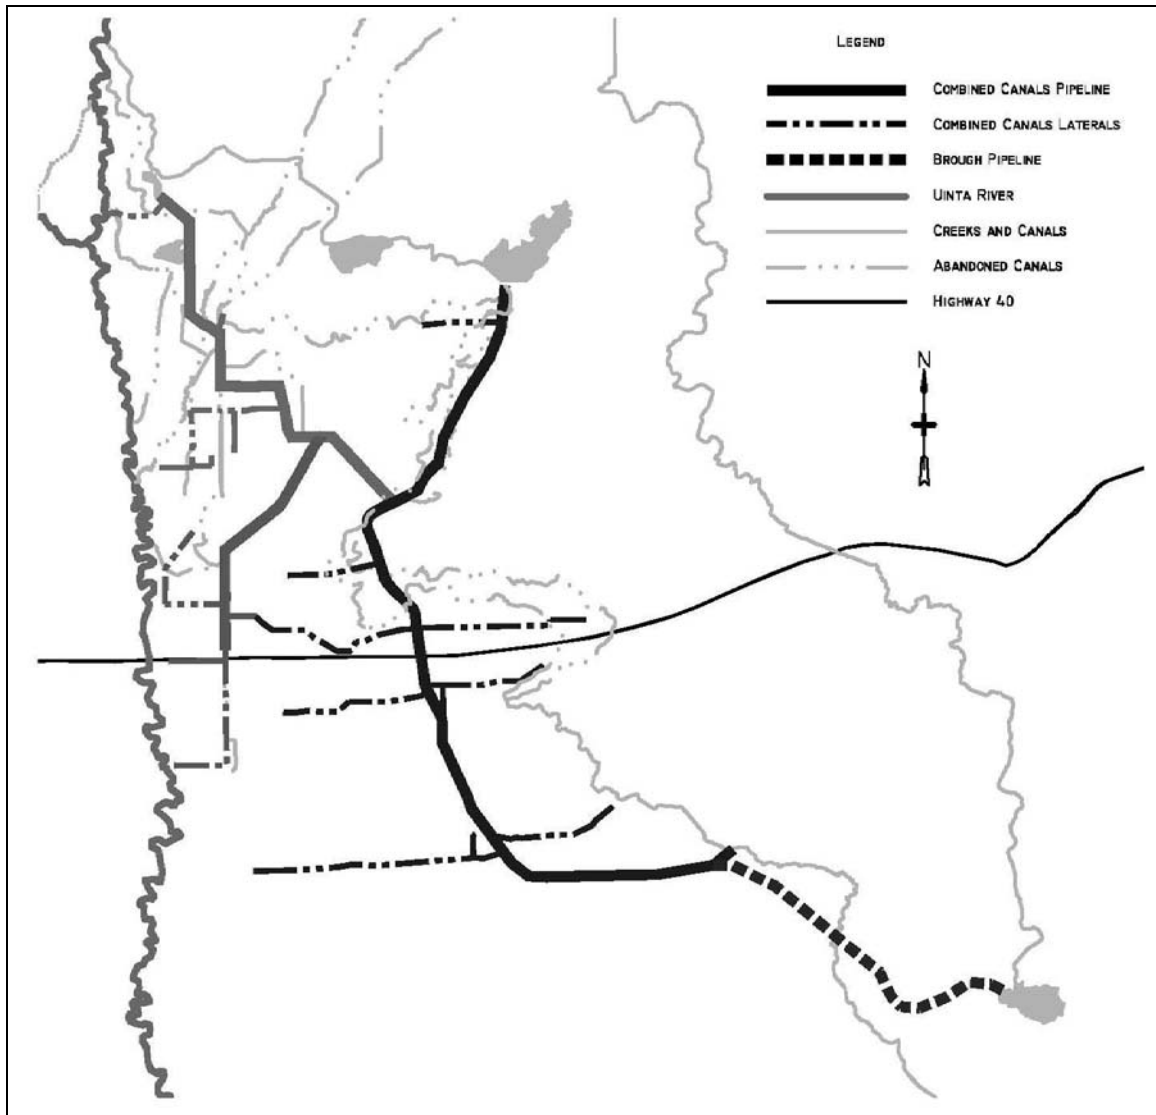 LEGEND
COMBINED CANALS PIPELINE
COMBINED CANALS LATERALS
BROUGH PIPELINE
UINTA RIVER
CREEKS AND CANALS
ABANDONED CANALS
HIGHWAY 40
N